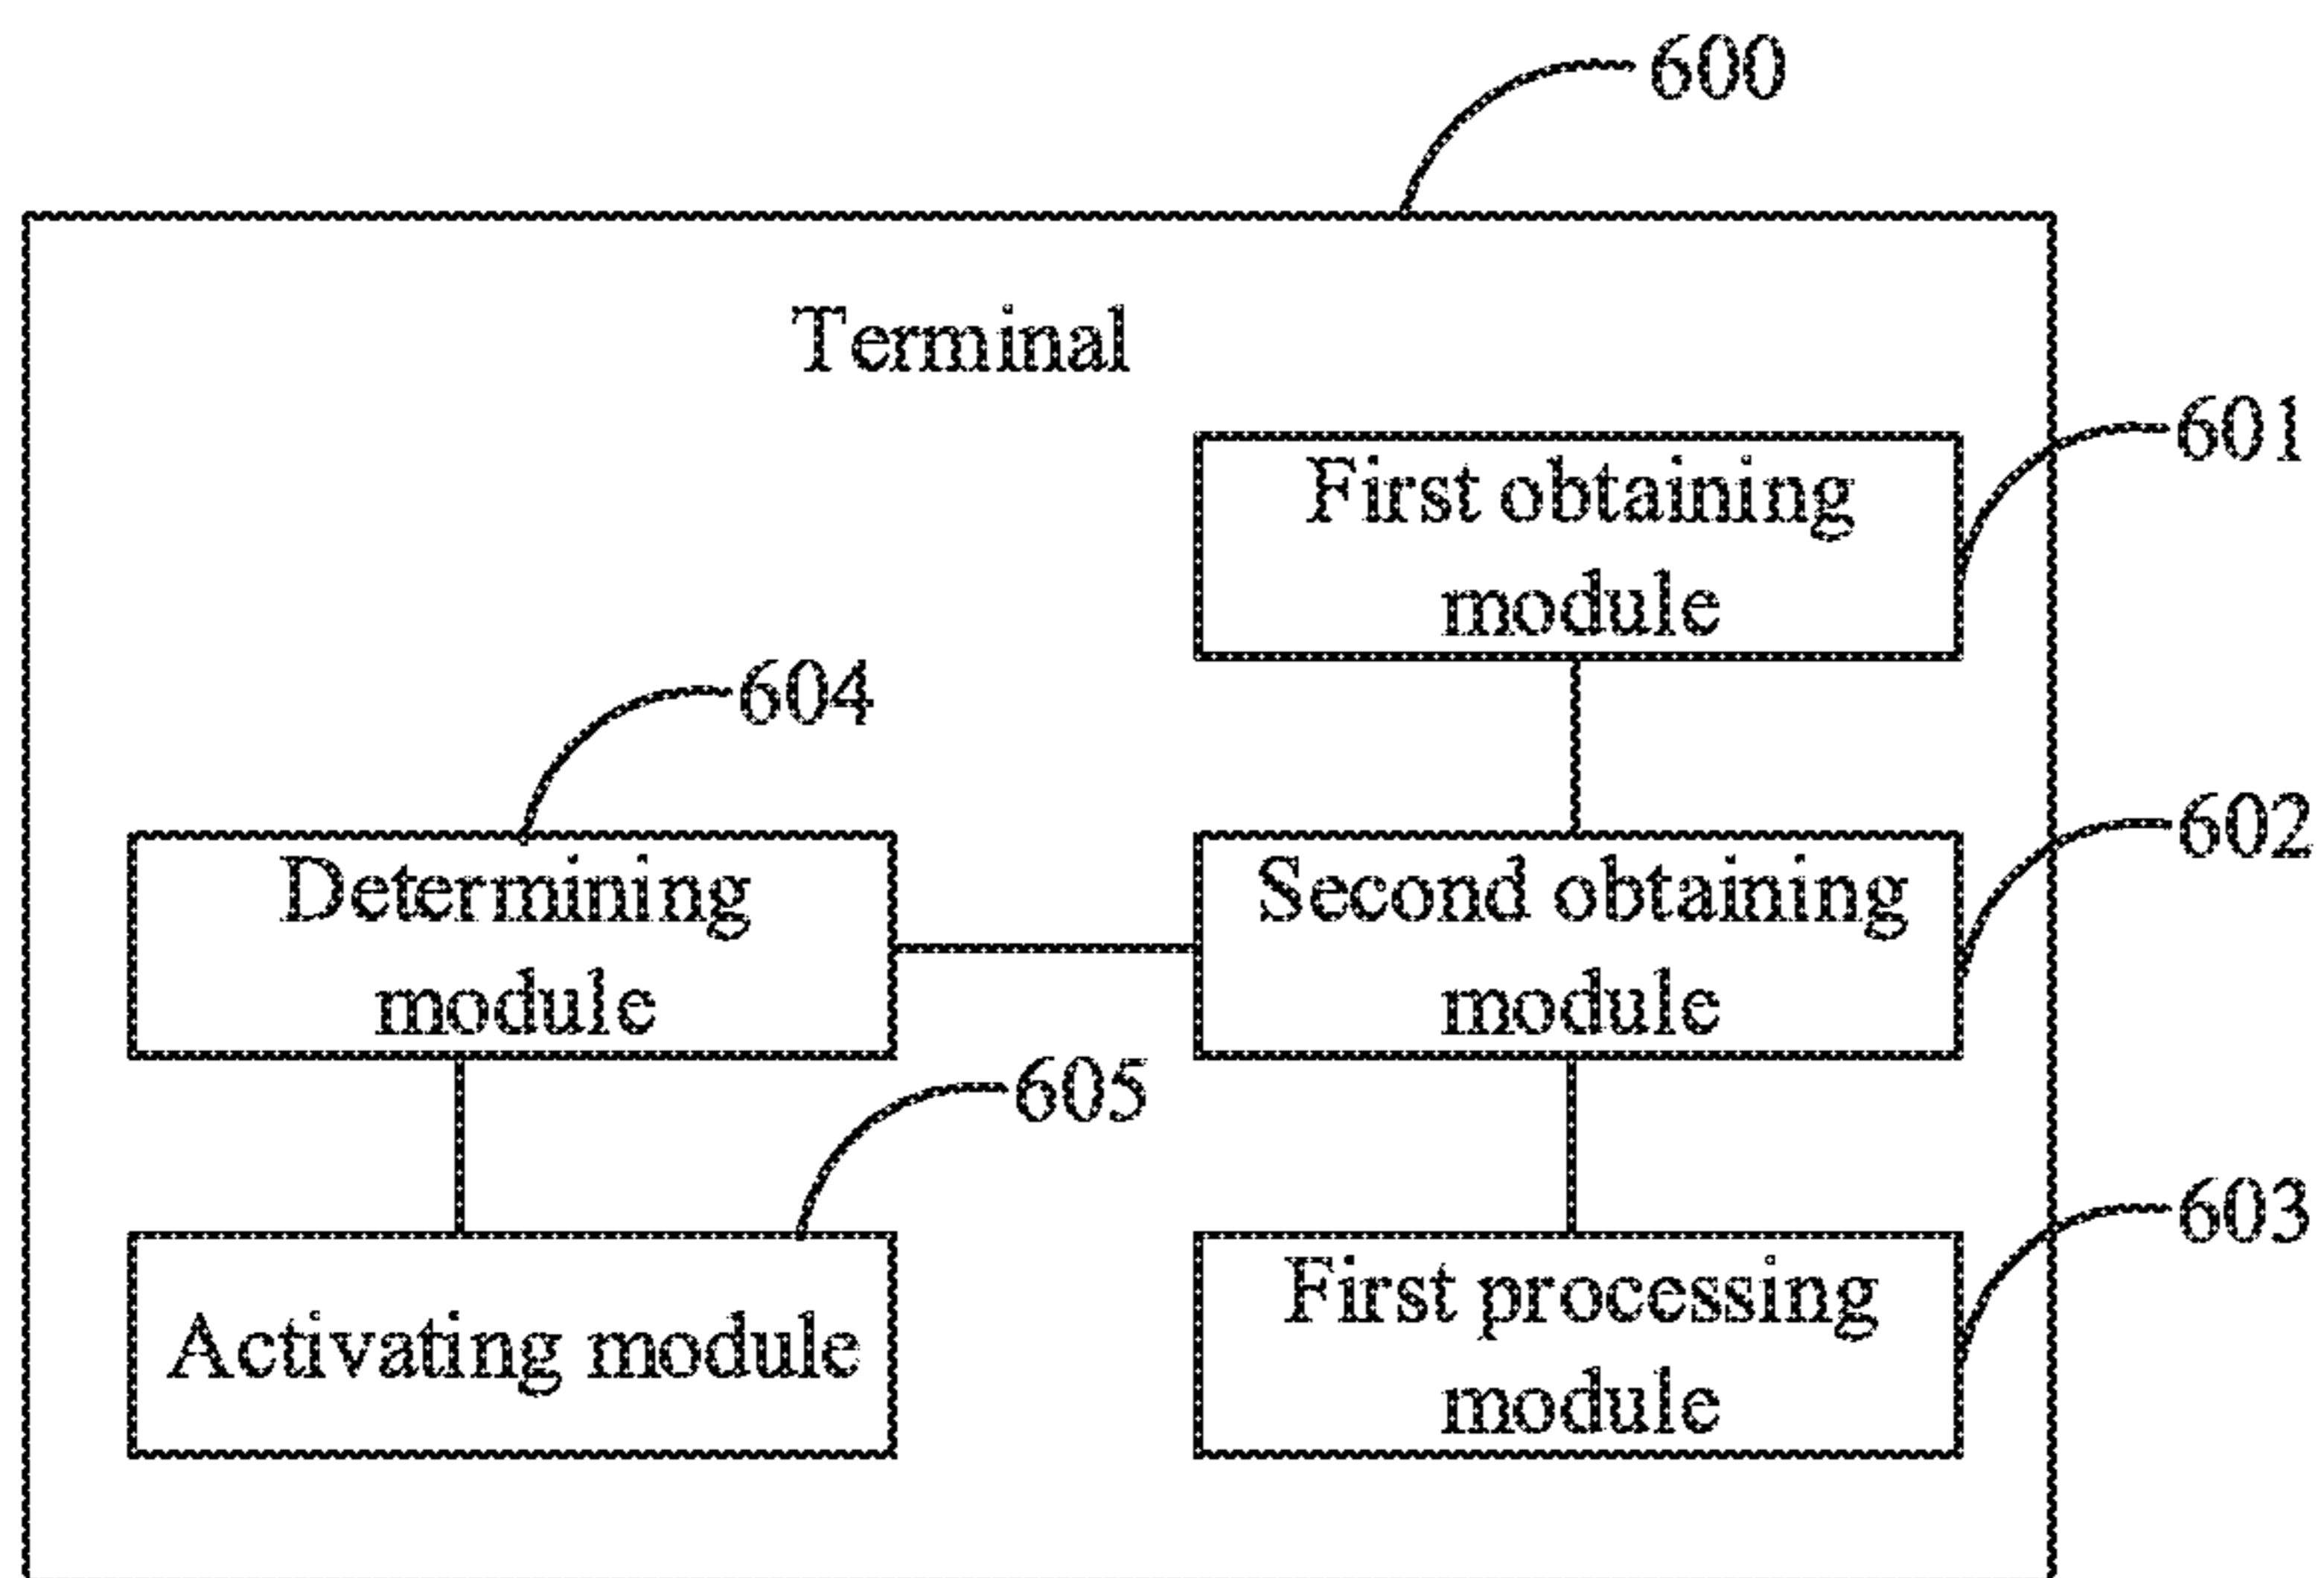 600
Terminal
601
First obtaining
module
604
602
Determining
module
Second obtaining
module
605
603
Activating module
First processing
module